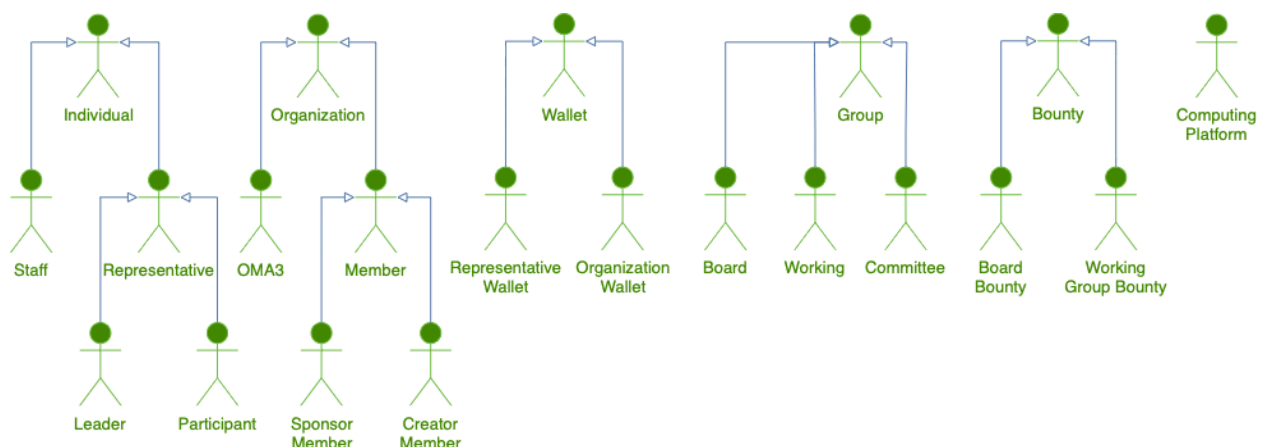 Individual
Organization
Wallet
Group
Bounty
Computing
Platform
Staff
Representative
OMA3
Member
Representative
Wallet
Organization
Wallet
Board
Working
Committee
Board
Bounty
Working
Group Bounty
Leader
Participant
Sponsor
Member
Creator
Member